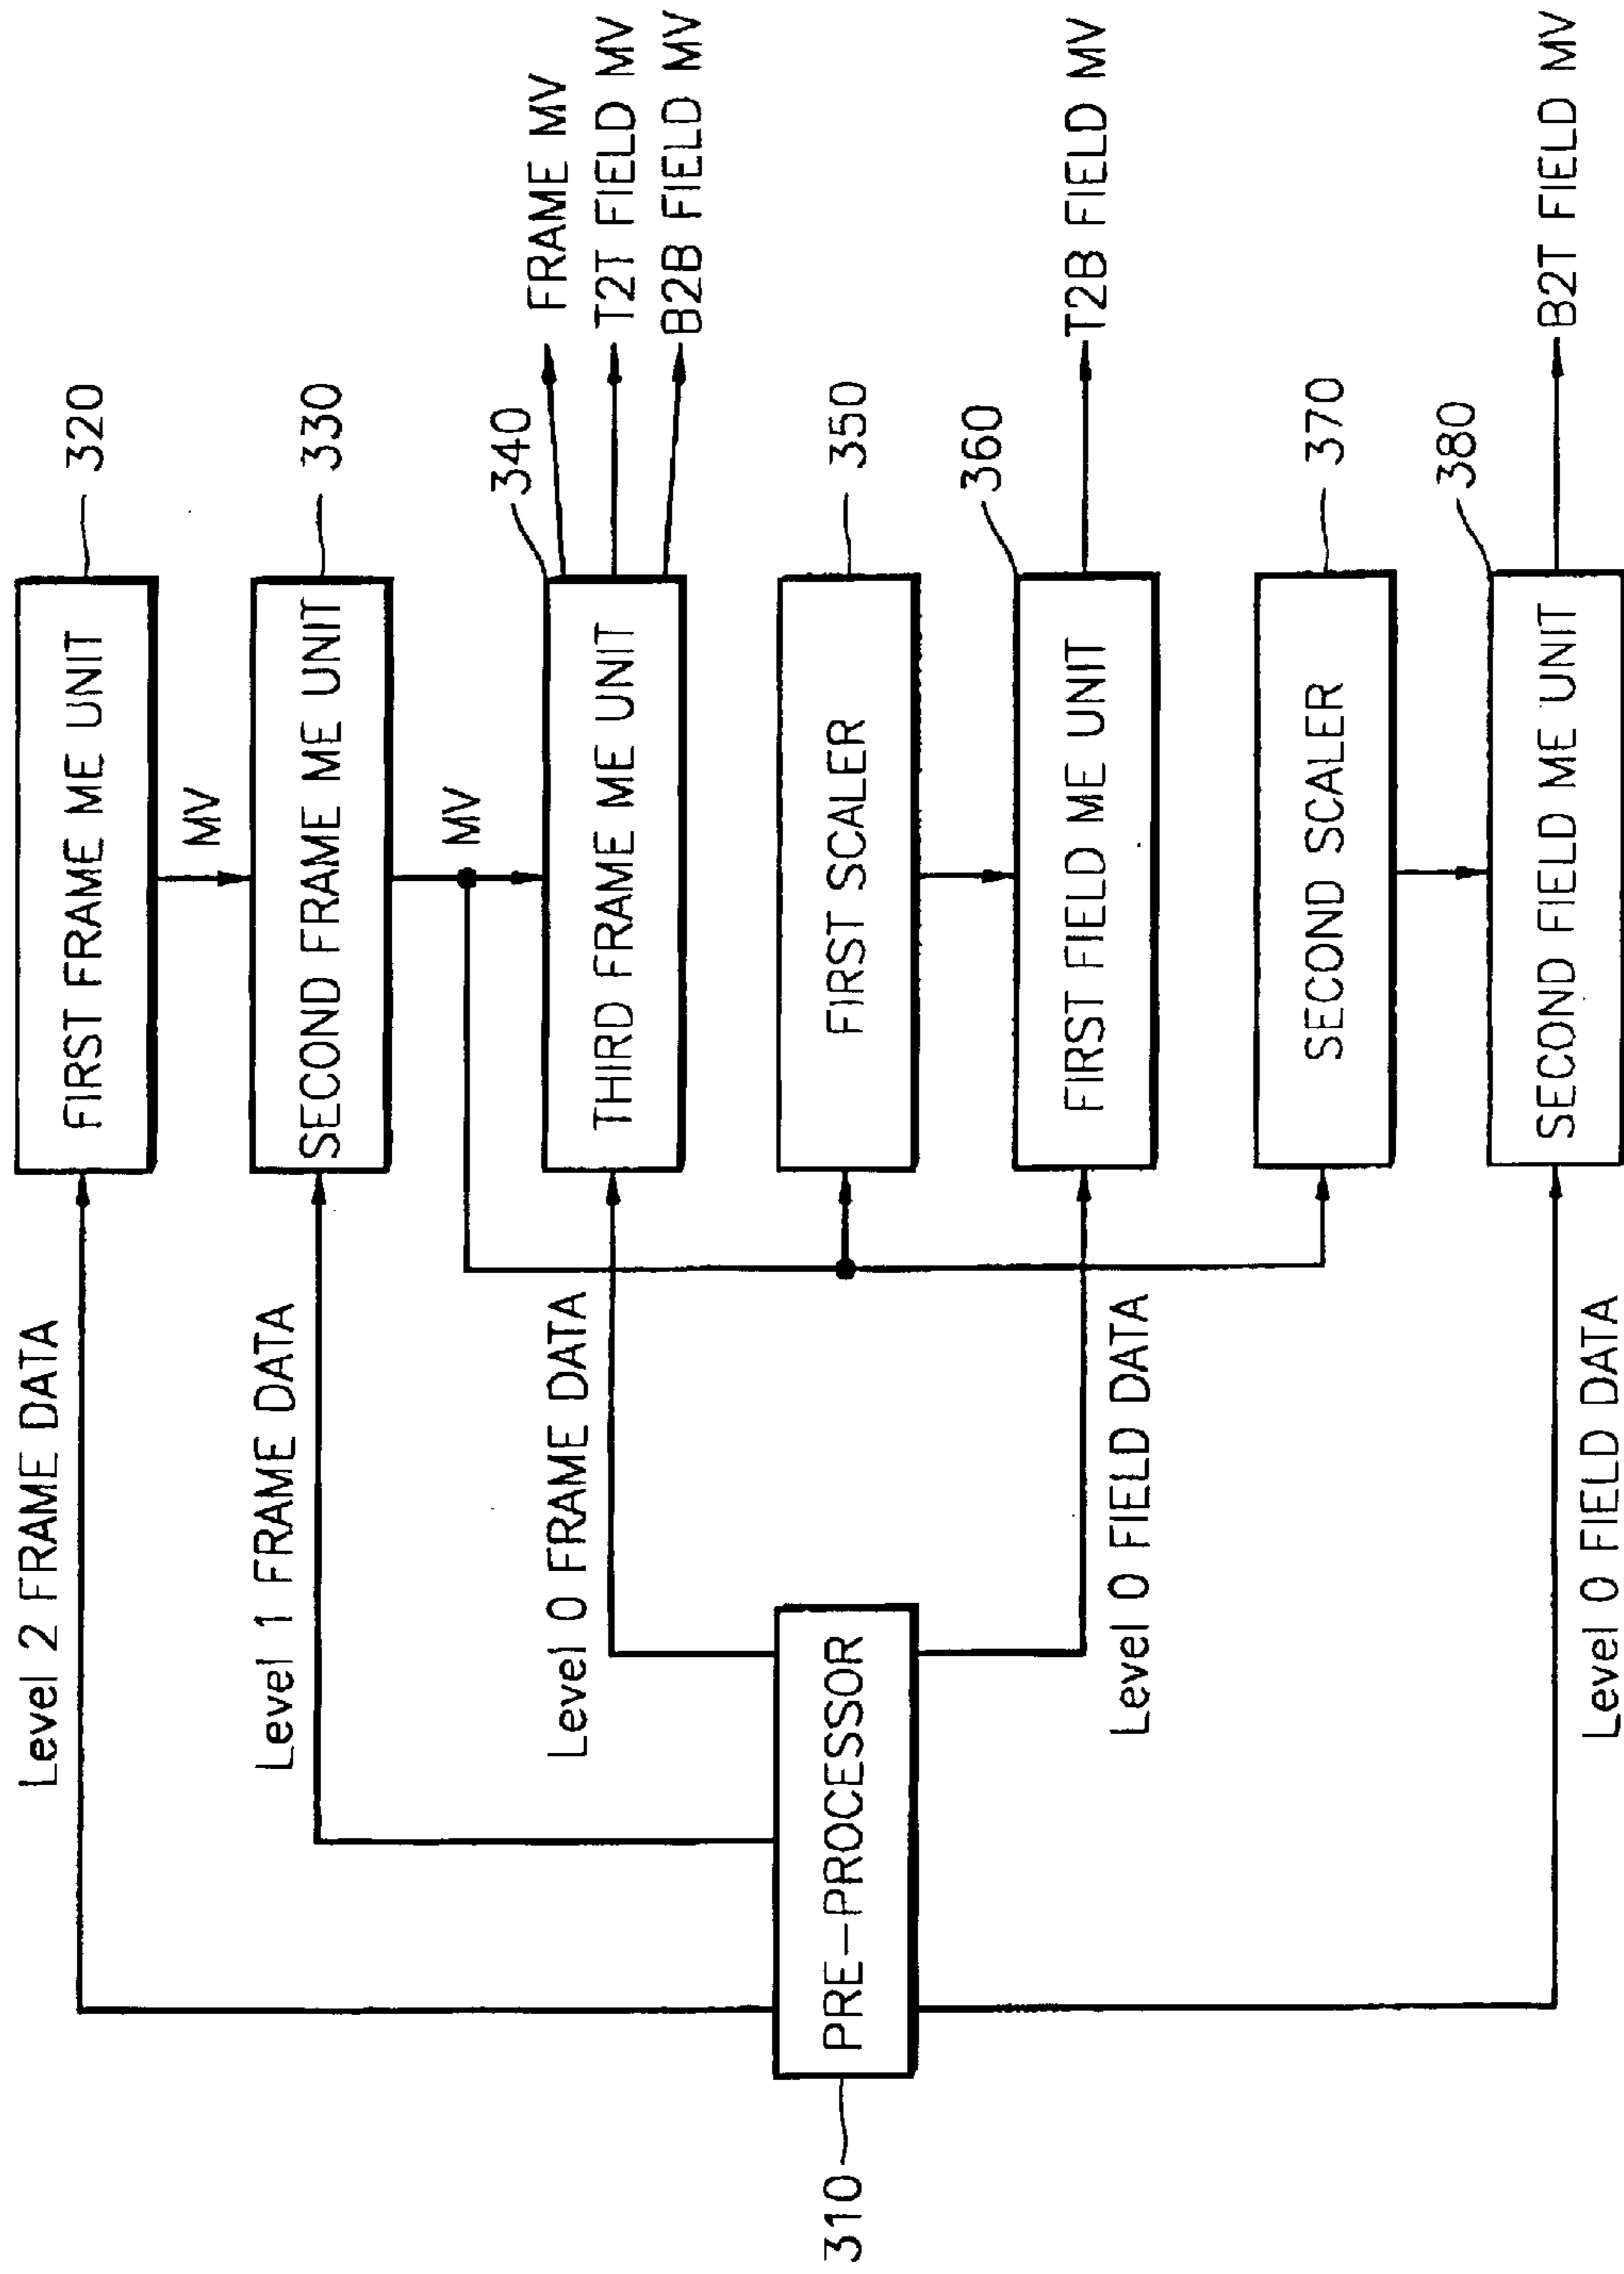 Level 2 FRAME DATA
FIRST FRAME ME UNIT
320
MV
Level 1 FRAME DATA
SECOND FRAME ME UNIT
330
MV
Level 0 FRAME DATA
THIRD FRAME ME UNIT
340
FRAME MV
T2T FIELD MV
B2B FIELD MV
310
PRE-PROCESSOR
FIRST SCALER
350
Level 0 FIELD DATA
FIRST FIELD ME UNIT
360
T2B FIELD MV
SECOND SCALER
370
Level 0 FIELD DATA
SECOND FIELD ME UNIT
380
B2T FIELD MV